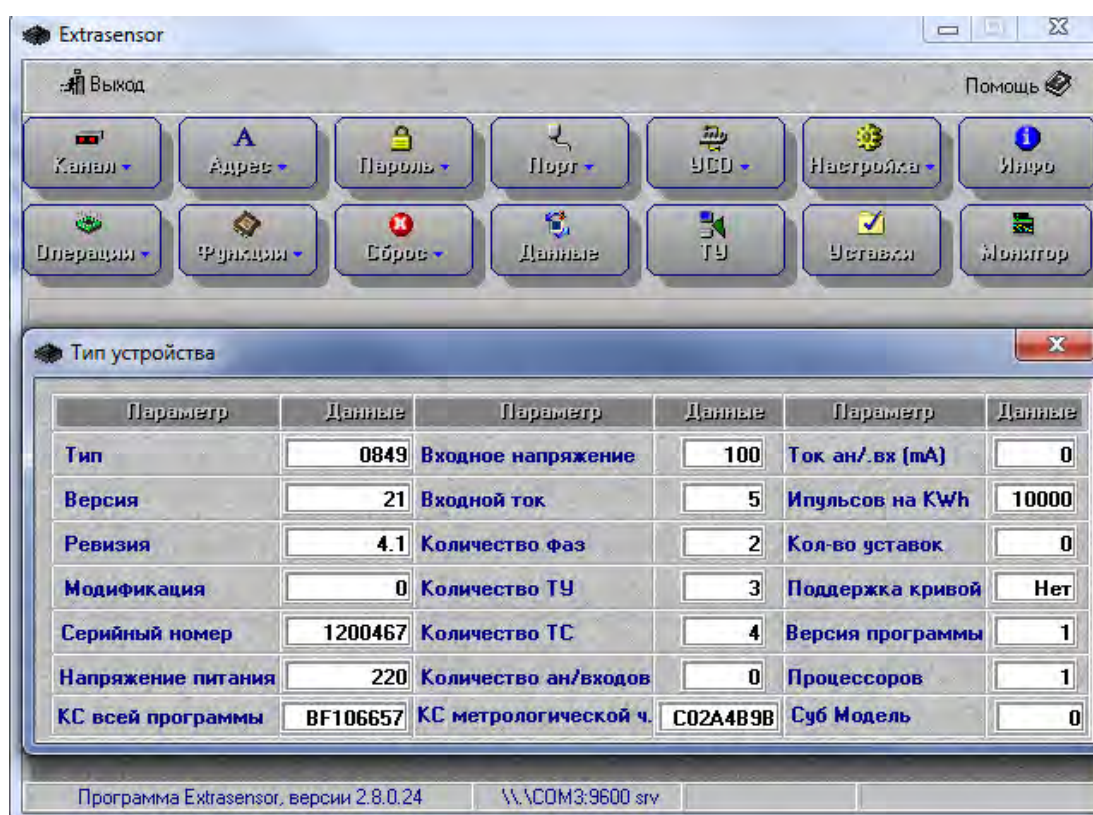 Extrasensor
Выход Помощь
Канал Адрес Пароль Порт УСО Настройка Инфо
Операции Функции Сброс Данные ТУ Уставки Монитор
Тип устройства
Параметр Данные Параметр Данные Параметр Данные
Тип 0849 Входное напряжение 100 Ток ан/.вх (mA) 0
Версия 21 Входной ток 5 Ипульсов на KWh 10000
Ревизия 4.1 Количество фаз 2 Кол-во уставок 0
Модификация 0 Количество ТУ 3 Поддержка кривой Нет
Серийный номер 1200467 Количество ТС 4 Версия программы 1
Напряжение питания 220 Количество ан/входов 0 Процессоров 1
КС всей программы BF106657 КС метрологической ч. C02A4B9B Суб Модель 0
Программа Extrasensor, версии 2.8.0.24 \\.\COM3:9600 srv